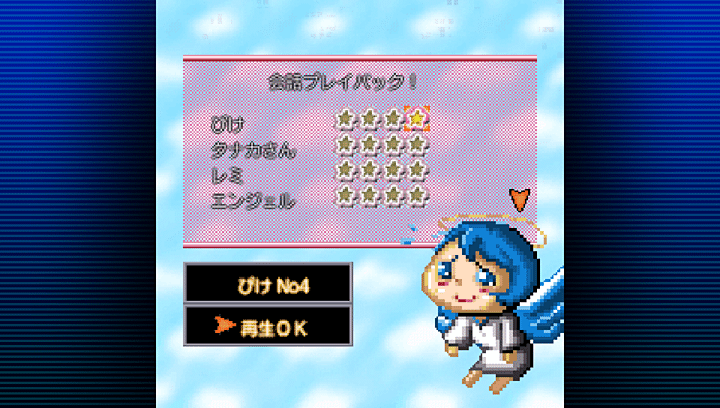 会話プレイバック！
ぴけ
タナカさん
レミ
エンジェル
ぴけ No4
再生ＯＫ